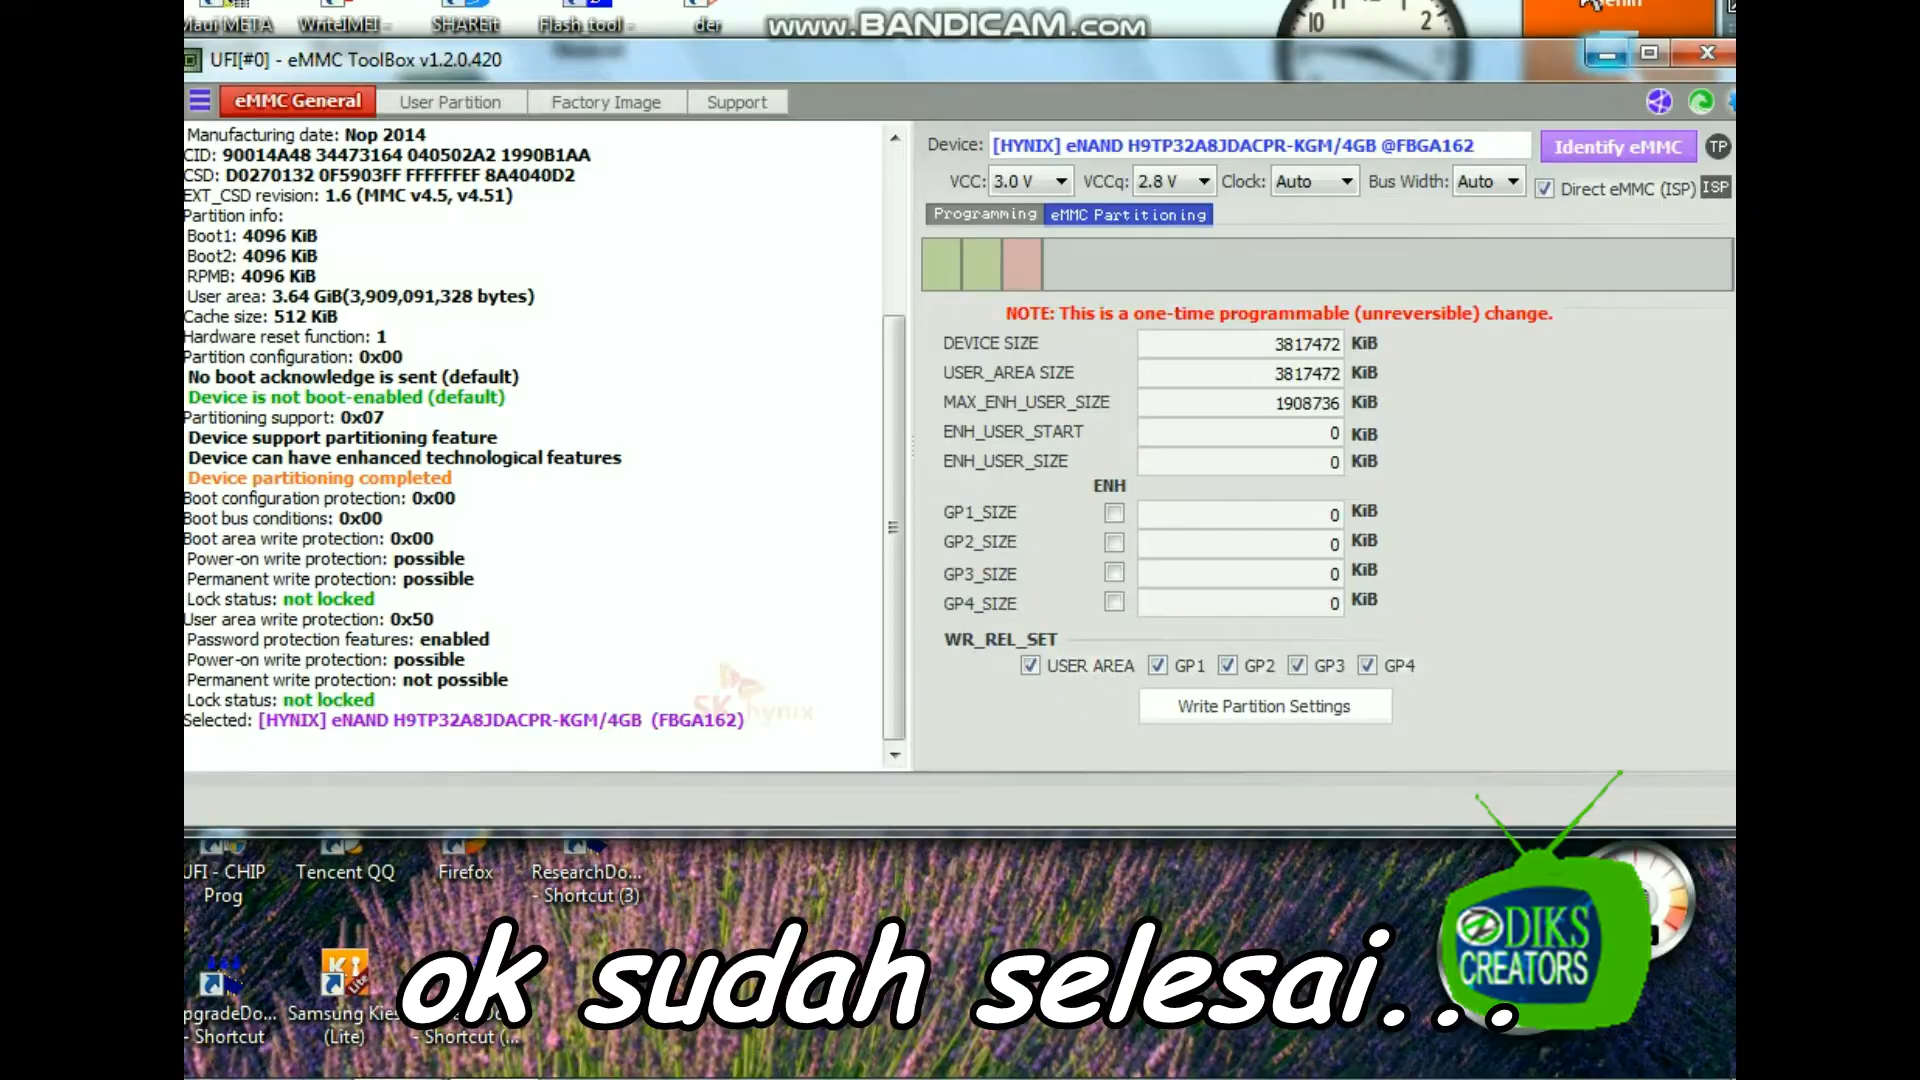 Maui META
WriteIMEI -
SHAREit
Flash_tool -
www.BANDICAM.com
10
2
UFI[#0] - eMMC ToolBox v1.2.0.420
eMMC General
User Partition
Factory Image
Support
Manufacturing date: Nop 2014
CID: 90014A48 34473164 040502A2 1990B1AA
CSD: D0270132 0F5903FF FFFFFFEF 8A4040D2
EXT_CSD revision: 1.6 (MMC v4.5, v4.51)
Partition info:
Boot1: 4096 KiB
Boot2: 4096 KiB
RPMB: 4096 KiB
User area: 3.64 GiB(3,909,091,328 bytes)
Cache size: 512 KiB
Hardware reset function: 1
Partition configuration: 0x00
No boot acknowledge is sent (default)
Device is not boot-enabled (default)
Partitioning support: 0x07
Device support partitioning feature
Device can have enhanced technological features
Device partitioning completed
Boot configuration protection: 0x00
Boot bus conditions: 0x00
Boot area write protection: 0x00
Power-on write protection: possible
Permanent write protection: possible
Lock status: not locked
User area write protection: 0x50
Password protection features: enabled
Power-on write protection: possible
Permanent write protection: not possible
Lock status: not locked
Selected: [HYNIX] eNAND H9TP32A8JDACPR-KGM/4GB (FBGA162)
SK hynix
Device: [HYNIX] eNAND H9TP32A8JDACPR-KGM/4GB @FBGA162
Identify eMMC
TP
VCC: 3.0 V
VCCq: 2.8 V
Clock: Auto
Bus Width: Auto
Direct eMMC (ISP)
ISP
Programming
eMMC Partitioning
NOTE: This is a one-time programmable (unreversible) change.
DEVICE SIZE 3817472 KiB
USER_AREA SIZE 3817472 KiB
MAX_ENH_USER_SIZE 1908736 KiB
ENH_USER_START 0 KiB
ENH_USER_SIZE 0 KiB
ENH
GP1_SIZE 0 KiB
GP2_SIZE 0 KiB
GP3_SIZE 0 KiB
GP4_SIZE 0 KiB
WR_REL_SET
USER AREA GP1 GP2 GP3 GP4
Write Partition Settings
UFI - CHIP
Prog
Tencent QQ
Firefox
ResearchDo...
- Shortcut (3)
pgradeDo...
- Shortcut
Samsung Kies
(Lite)
- Shortcut (...
ok sudah selesai...
DIKS
CREATORS